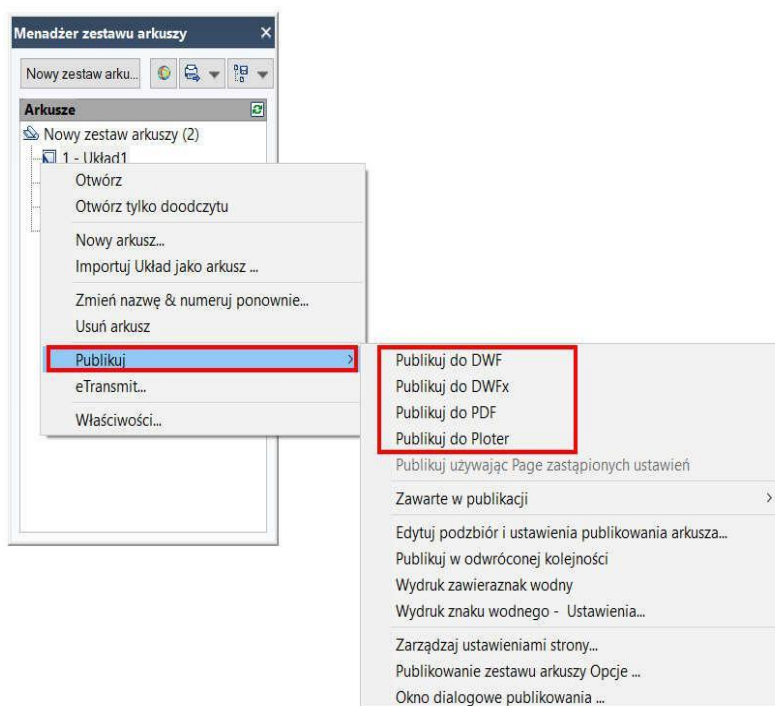 Menadżer zestawu arkuszy
Nowy zestaw arku...
Arkusze
Nowy zestaw arkuszy (2)
1 - Układ1
Otwórz
Otwórz tylko doodczytu
Nowy arkusz...
Importuj Układ jako arkusz ...
Zmień nazwę & numeruj ponownie...
Usuń arkusz
Publikuj
eTransmit...
Właściwości...
Publikuj do DWF
Publikuj do DWFx
Publikuj do PDF
Publikuj do Ploter
Publikuj używając Page zastąpionych ustawień
Zawarte w publikacji
Edytuj podzbiór i ustawienia publikowania arkusza...
Publikuj w odwróconej kolejności
Wydruk zawieraznak wodny
Wydruk znaku wodnego - Ustawienia...
Zarządzaj ustawieniami strony...
Publikowanie zestawu arkuszy Opcje ...
Okno dialogowe publikowania ...